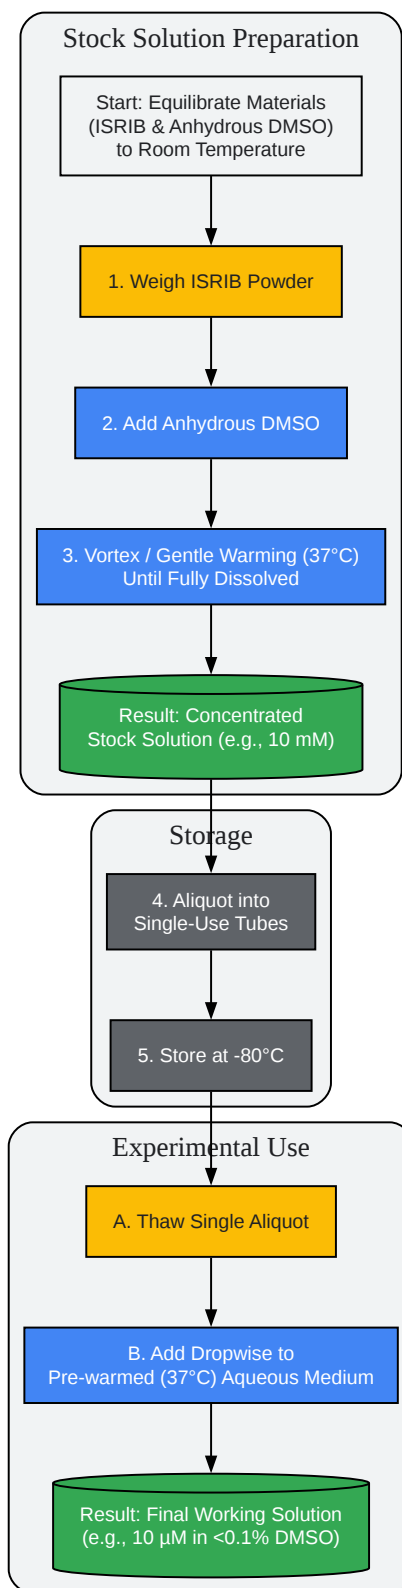 Stock Solution Preparation
Start: Equilibrate Materials
(ISRIB & Anhydrous DMSO)
to Room Temperature
1. Weigh ISRIB Powder
2. Add Anhydrous DMSO
3. Vortex / Gentle Warming (37°C)
Until Fully Dissolved
Result: Concentrated
Stock Solution (e.g., 10 mM)
Storage
4. Aliquot into
Single-Use Tubes
5. Store at -80°C
Experimental Use
A. Thaw Single Aliquot
B. Add Dropwise to
Pre-warmed (37°C) Aqueous Medium
Result: Final Working Solution
(e.g., 10 µM in <0.1% DMSO)